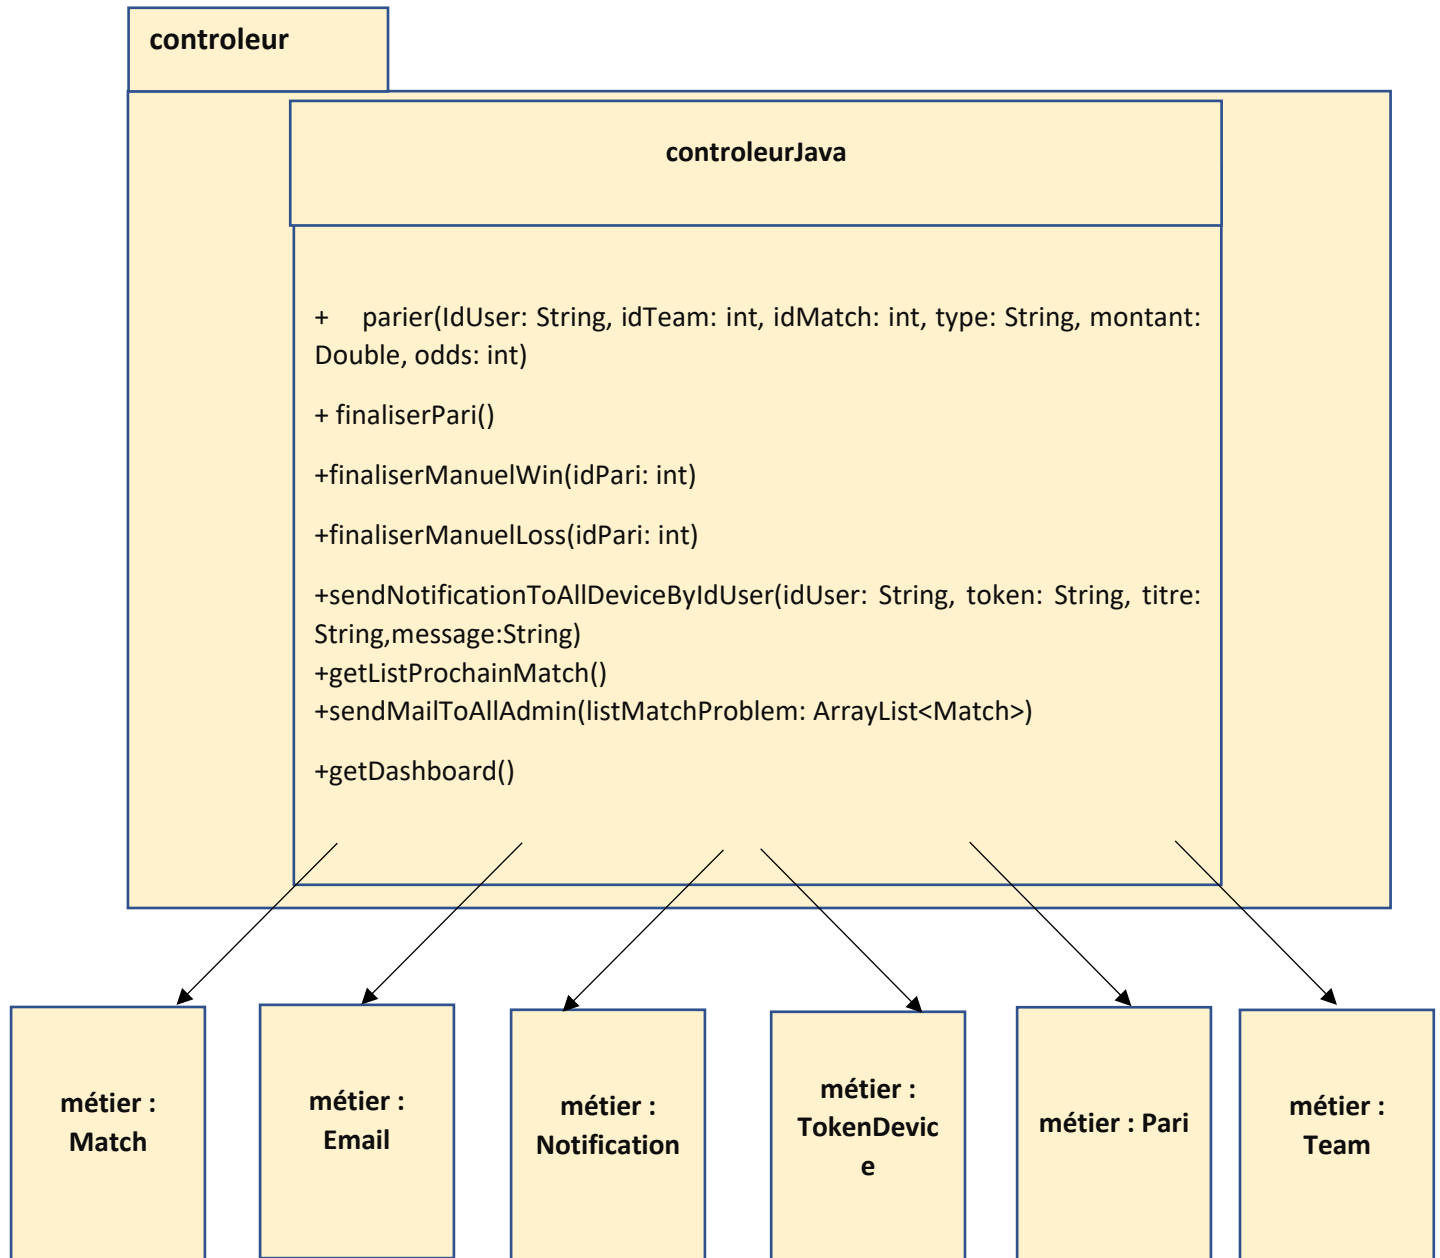 controleur
controleurJava
+ parier(IdUser: String, idTeam: int, idMatch: int, type: String, montant:
Double, odds: int)
+ finaliserPari()
+finaliserManuelWin(idPari: int)
+finaliserManuelLoss(idPari: int)
+sendNotificationToAllDeviceByIdUser(idUser: String, token: String, titre:
String,message:String)
+getListProchainMatch()
+sendMailToAllAdmin(listMatchProblem: ArrayList<Match>)
+getDashboard()
métier :
Match
métier :
Email
métier :
Notification
métier :
TokenDevic
e
métier : Pari
métier :
Team